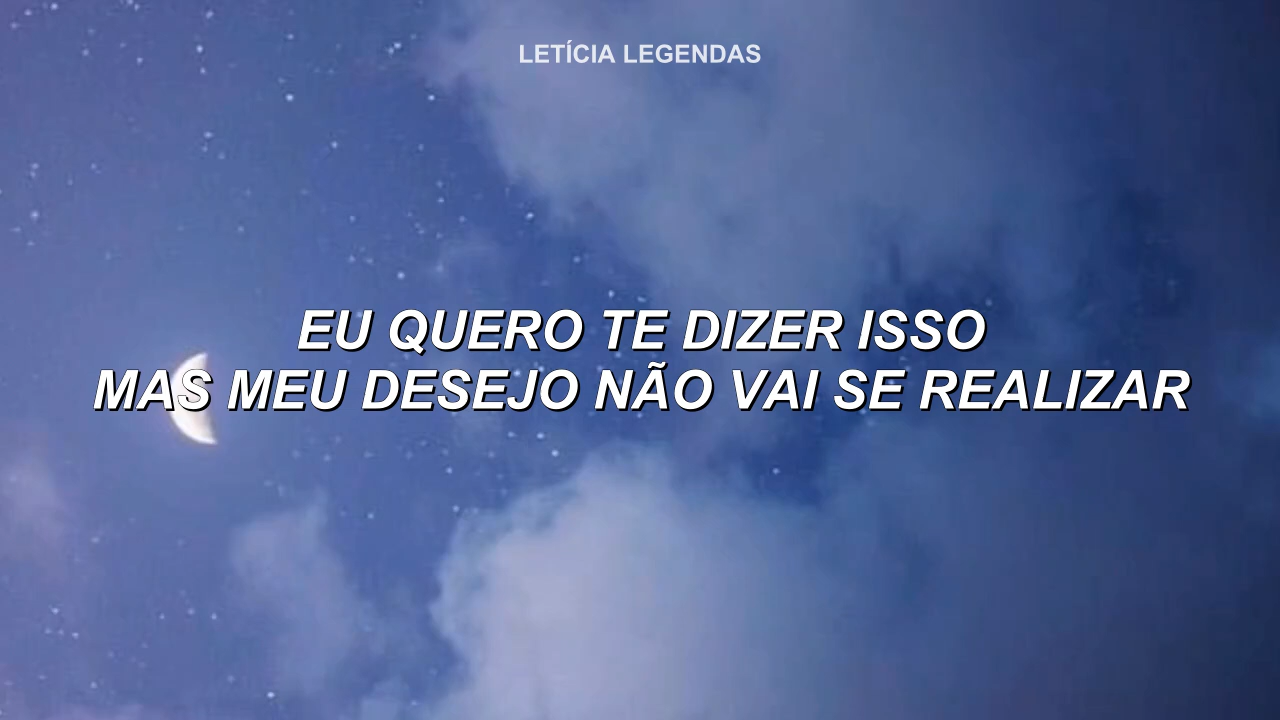 LETÍCIA LEGENDAS
EU QUERO TE DIZER ISSO
MAS MEU DESEJO NÃO VAI SE REALIZAR